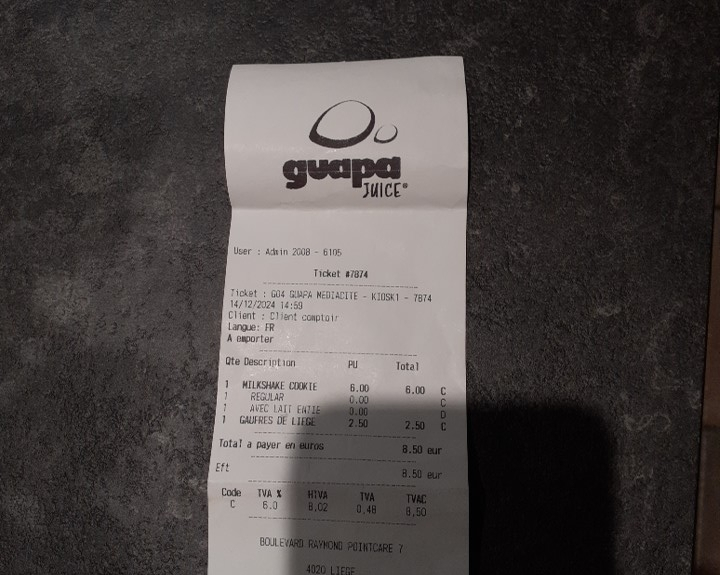 guapa
JUICE®
User : Admin 2008 - 6105
Ticket #7874
Ticket : G04 GUAPA MEDIACITE - KIOSK1 - 7874
14/12/2024 14:59
Client : Client comptoir
Langue: FR
A emporter
Qte Description PU Total
1 MILKSHAKE COOKIE 6.00 6.00 C
1 REGULAR 0.00 C
1 AVEC LAIT ENTIE 0.00 D
1 GAUFRES DE LIEGE 2.50 2.50 C
Total a payer en euros 8.50 eur
Eft 8.50 eur
Code TVA % HTVA TVA TVAC
C 6.0 8,02 0,48 8,50
BOULEVARD RAYMOND POINTCARE 7
4020 LIEGE